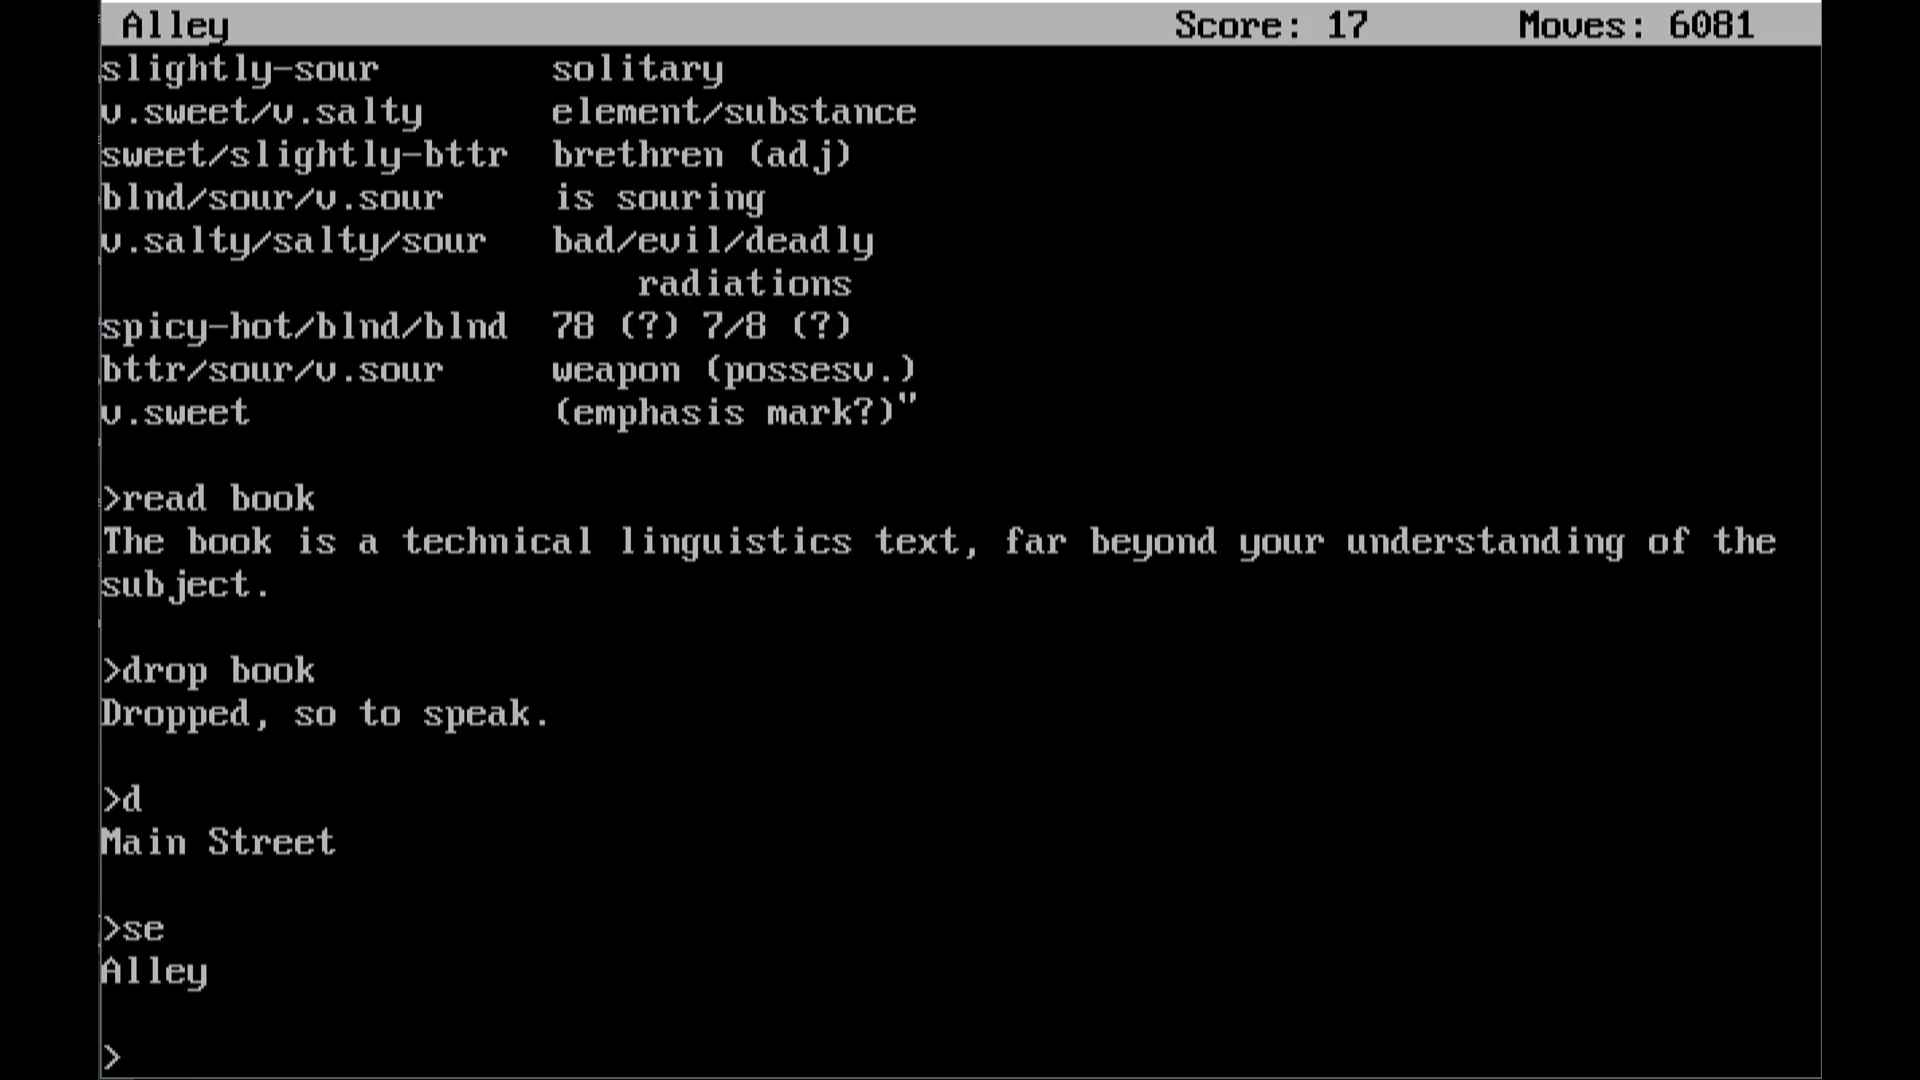 Alley Score: 17 Moves: 6081
slightly-sour solitary
v.sweet/v.salty element/substance
sweet/slightly-bttr brethren (adj)
blnd/sour/v.sour is souring
v.salty/salty/sour bad/evil/deadly
radiations
spicy-hot/blnd/blnd 78 (?) 7/8 (?)
bttr/sour/v.sour weapon (possesv.)
v.sweet (emphasis mark?)"
>read book
The book is a technical linguistics text, far beyond your understanding of the
subject.
>drop book
Dropped, so to speak.
>d
Main Street
>se
Alley
>